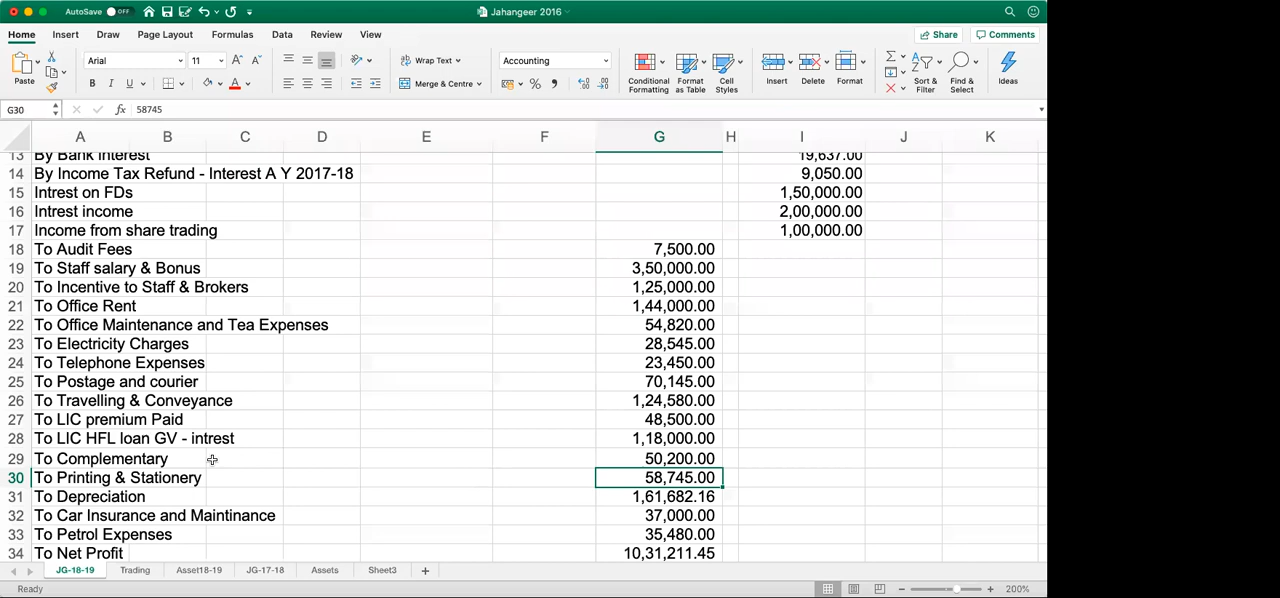 AutoSave OFF Jahangeer 2016
Home Insert Draw Page Layout Formulas Data Review View Share Comments
Paste Arial 11 Wrap Text Accounting
B I U Merge & Centre %
Conditional Formatting Format as Table Cell Styles Insert Delete Format Sort & Filter Find & Select Ideas
G30 fx 58745
A B C D E F G H I J K
13 By Bank Interest 19,637.00
14 By Income Tax Refund - Interest A Y 2017-18 9,050.00
15 Intrest on FDs 1,50,000.00
16 Intrest income 2,00,000.00
17 Income from share trading 1,00,000.00
18 To Audit Fees 7,500.00
19 To Staff salary & Bonus 3,50,000.00
20 To Incentive to Staff & Brokers 1,25,000.00
21 To Office Rent 1,44,000.00
22 To Office Maintenance and Tea Expenses 54,820.00
23 To Electricity Charges 28,545.00
24 To Telephone Expenses 23,450.00
25 To Postage and courier 70,145.00
26 To Travelling & Conveyance 1,24,580.00
27 To LIC premium Paid 48,500.00
28 To LIC HFL loan GV - intrest 1,18,000.00
29 To Complementary 50,200.00
30 To Printing & Stationery 58,745.00
31 To Depreciation 1,61,682.16
32 To Car Insurance and Maintinance 37,000.00
33 To Petrol Expenses 35,480.00
34 To Net Profit 10,31,211.45
JG-18-19 Trading Asset18-19 JG-17-18 Assets Sheet3 +
Ready 200%